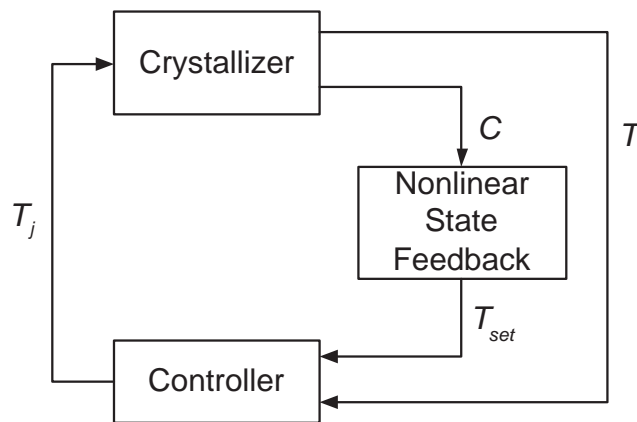 Crystallizer
C
T
Nonlinear
State
Feedback
T_j
T_set
Controller